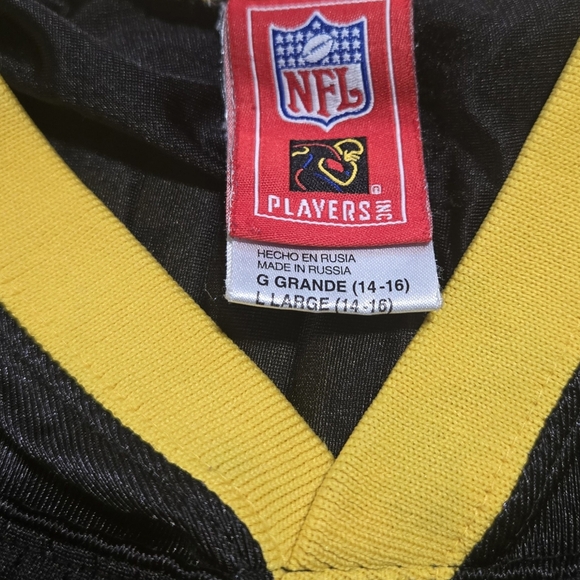 NFL
PLAYERS INC
©
HECHO EN RUSIA
MADE IN RUSSIA
G GRANDE (14-16)
L LARGE (14-16)